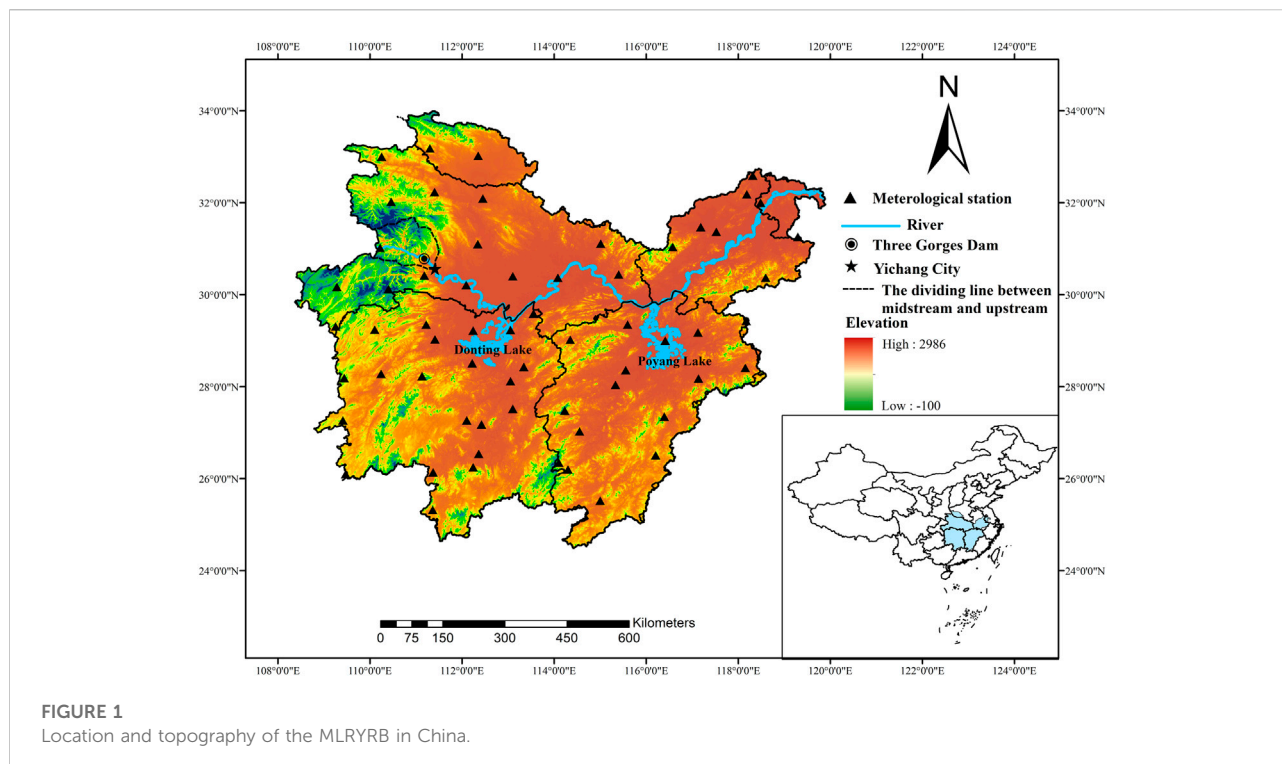 108°0'0"E 110°0'0"E 112°0'0"E 114°0'0"E 116°0'0"E 118°0'0"E 120°0'0"E 122°0'0"E 124°0'0"E
34°0'0"N
34°0'0"N
32°0'0"N
32°0'0"N
30°0'0"N
30°0'0"N
28°0'0"N
28°0'0"N
26°0'0"N
26°0'0"N
24°0'0"N
24°0'0"N
N
Meterological station
River
Three Gorges Dam
Yichang City
The dividing line between
midstream and upstream
Elevation
High : 2986
Low : -100
Donting Lake
Poyang Lake
Kilometers
0 75 150 300 450 600
108°0'0"E 110°0'0"E 112°0'0"E 114°0'0"E 116°0'0"E 118°0'0"E 120°0'0"E 122°0'0"E 124°0'0"E
FIGURE 1
Location and topography of the MLRYRB in China.